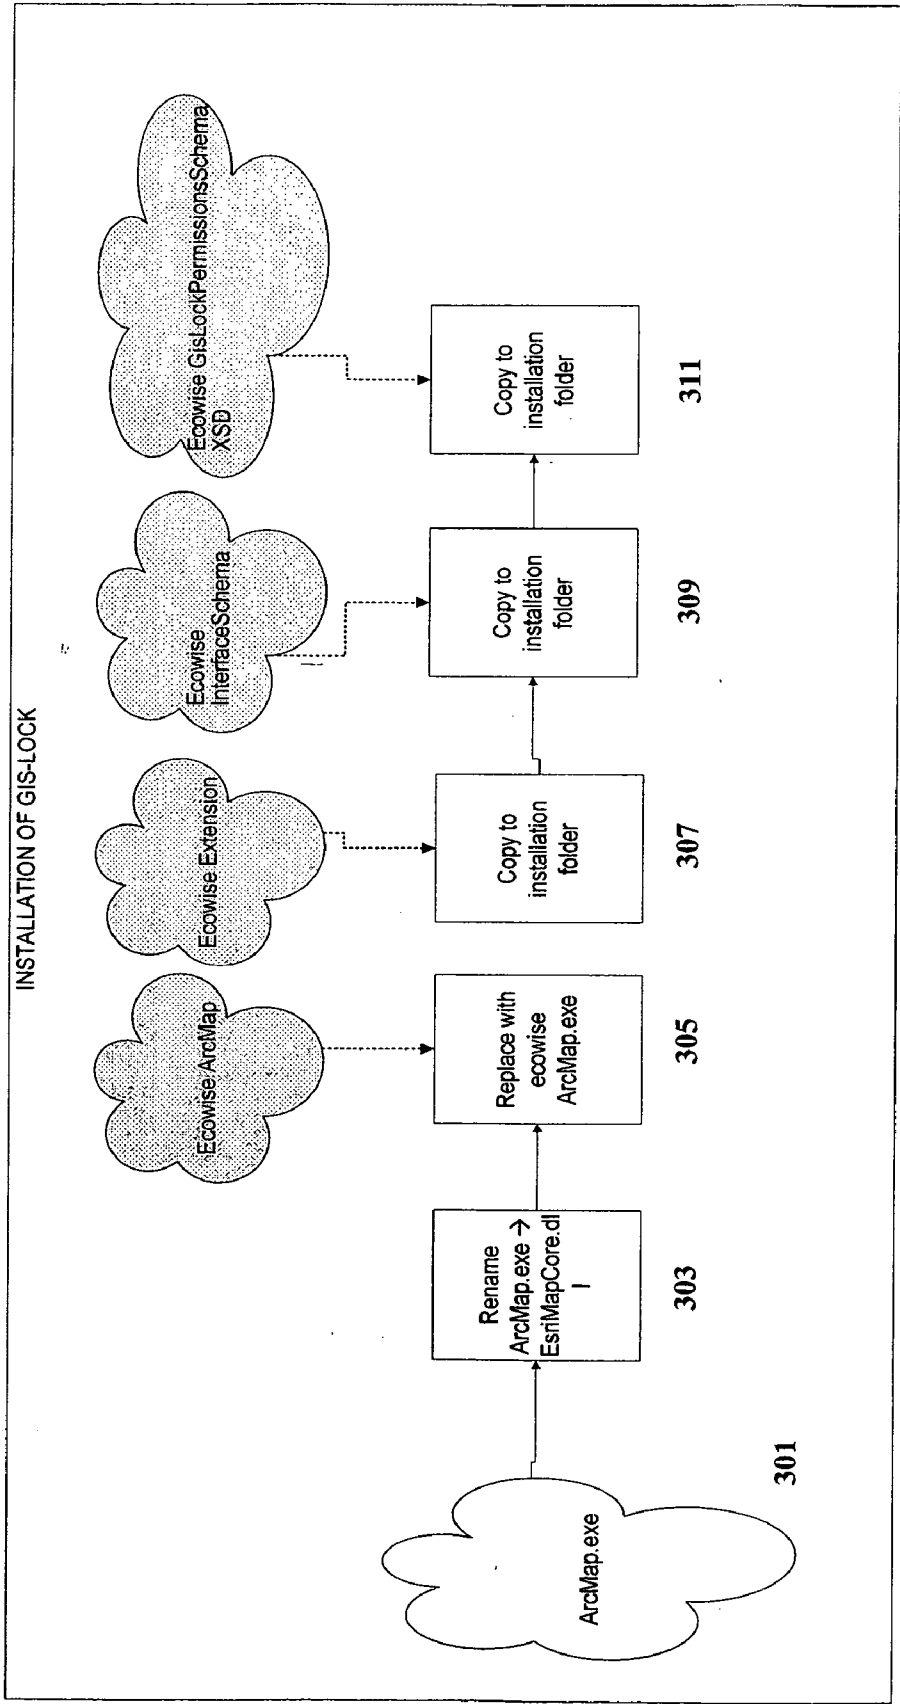 INSTALLATION OF GIS-LOCK
Ecowise ArcMap
Ecowise Extension
Ecowise
InterfaceSchema
Ecowise GisLockPermissionsSchema
XSD
ArcMap.exe
301
Rename
ArcMap.exe →
EsriMapCore.dl
l
303
Replace with
ecowise
ArcMap.exe
305
Copy to
installation
folder
307
Copy to
installation
folder
309
Copy to
installation
folder
311